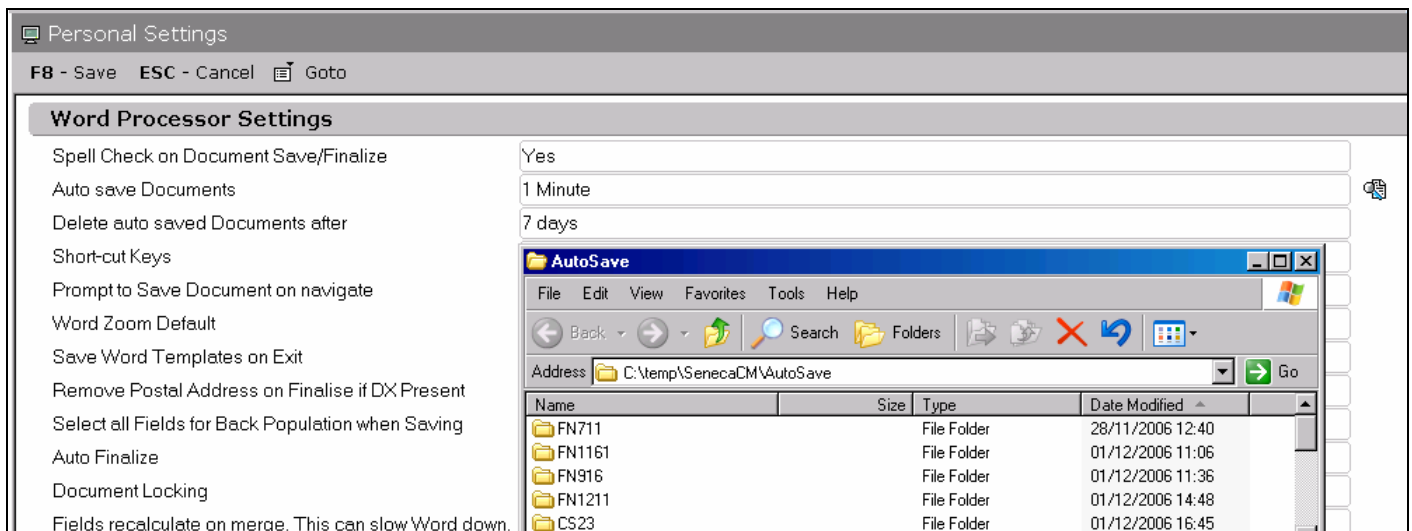 Personal Settings
F8 - Save ESC - Cancel Goto
Word Processor Settings
Spell Check on Document Save/Finalize Yes
Auto save Documents 1 Minute
Delete auto saved Documents after 7 days
Short-cut Keys
Prompt to Save Document on navigate
Word Zoom Default
Save Word Templates on Exit
Remove Postal Address on Finalise if DX Present
Select all Fields for Back Population when Saving
Auto Finalize
Document Locking
Fields recalculate on merge. This can slow Word down.
AutoSave
File Edit View Favorites Tools Help
Back Search Folders
Address C:\temp\SenecaCM\AutoSave Go
Name Size Type Date Modified
FN711 File Folder 28/11/2006 12:40
FN1161 File Folder 01/12/2006 11:06
FN916 File Folder 01/12/2006 11:36
FN1211 File Folder 01/12/2006 14:48
CS23 File Folder 01/12/2006 16:45